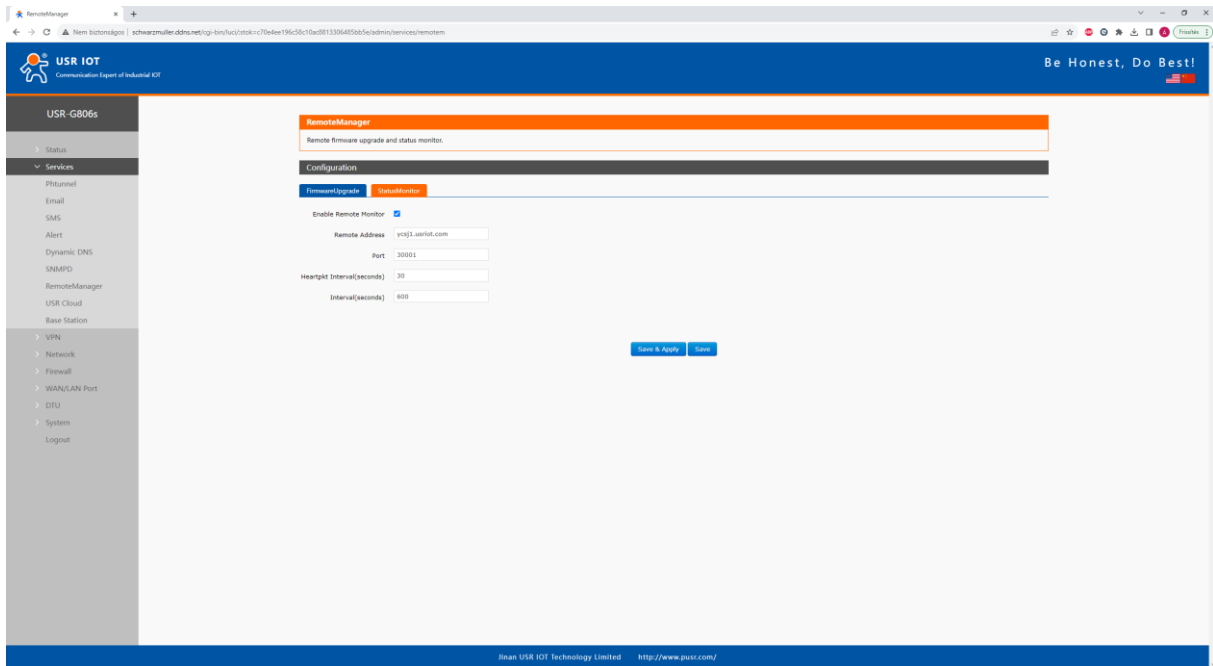 RemoteManager
Nem biztonságos | schwarzmuller.ddns.net/cgi-bin/luci/;stok=c70e4ee196c58c10ad8813306485bb5e/admin/services/remotem
Frissítés
USR IOT
Communication Expert of Industrial IOT
Be Honest, Do Best!
USR-G806s
Status
Services
Phtunnel
Email
SMS
Alert
Dynamic DNS
SNMPD
RemoteManager
USR Cloud
Base Station
VPN
Network
Firewall
WAN/LAN Port
DTU
System
Logout
RemoteManager
Remote firmware upgrade and status monitor.
Configuration
FirmwareUpgrade StatusMonitor
Enable Remote Monitor
Remote Address ycsj1.usriot.com
Port 30001
Heartpkt Interval(seconds) 30
Interval(seconds) 600
Save & Apply Save
Jinan USR IOT Technology Limited http://www.pusr.com/